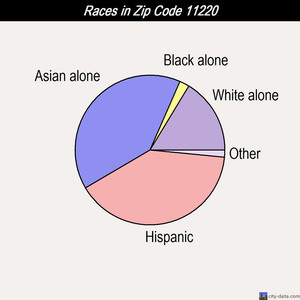 Races in Zip Code 11220
Black alone
Asian alone
White alone
Other
Hispanic
city-data.com